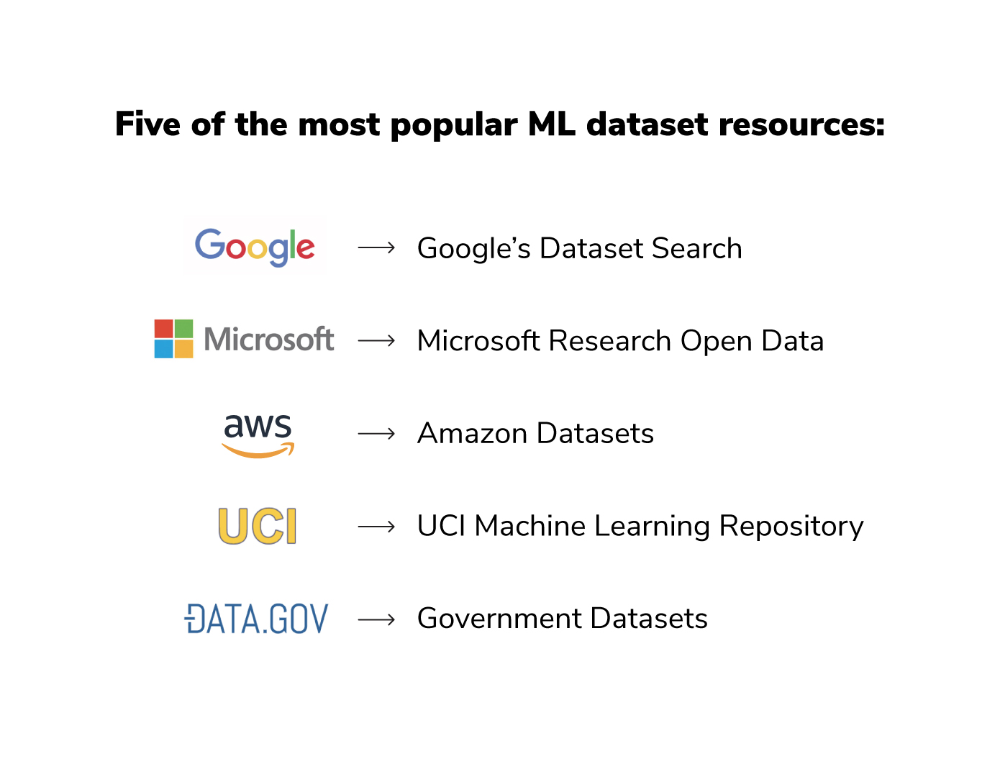 Five of the most popular ML dataset resources:
Google → Google’s Dataset Search
Microsoft → Microsoft Research Open Data
aws → Amazon Datasets
UCI → UCI Machine Learning Repository
DATA.GOV → Government Datasets